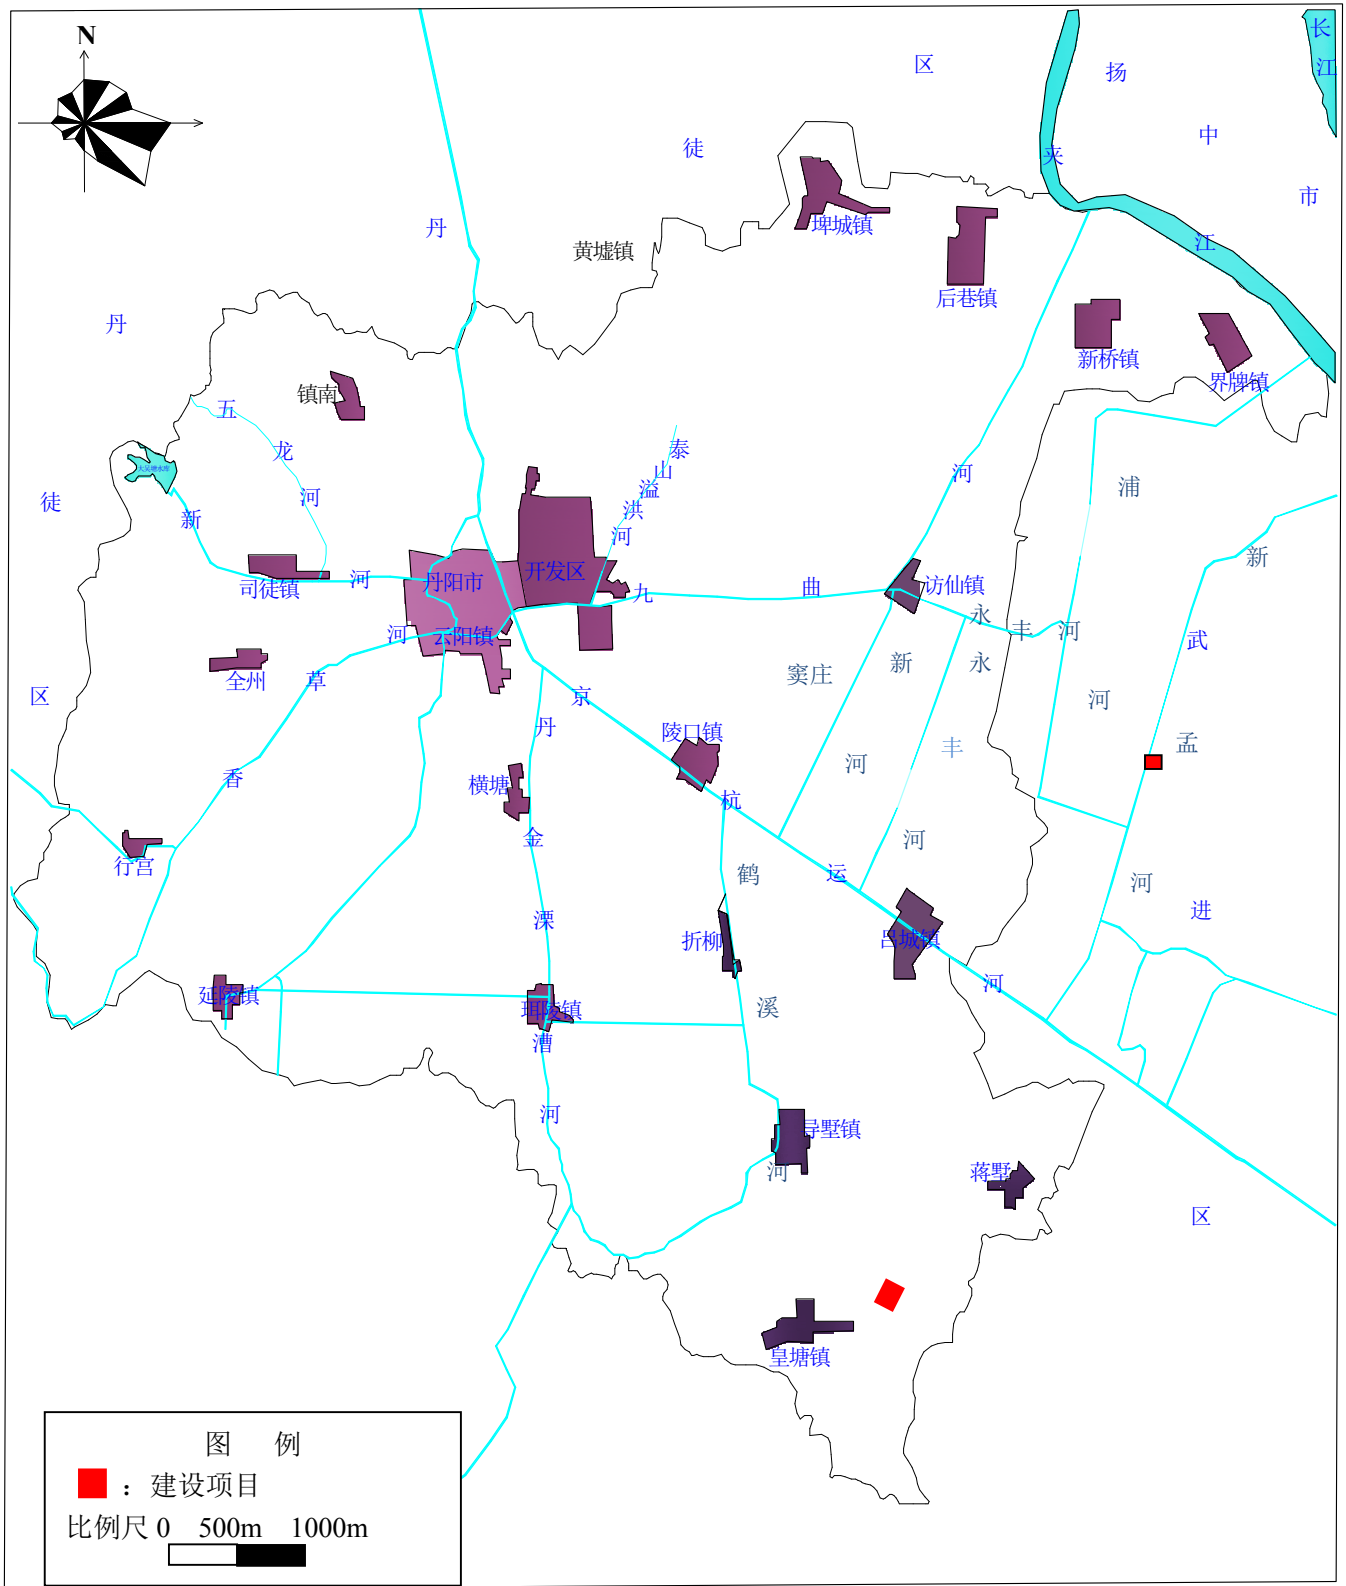 N
长江
区
扬中市
徒
夹江
丹
埤城镇
黄墟镇
后巷镇
丹
新桥镇
界牌镇
镇南
五龙河
泰山溢洪河
河
浦
大吴塘水库
徒
新
新
河
司徒镇
丹阳市
开发区
九
曲
访仙镇
永丰河
武
河
云阳镇
全州
草
窦庄
新
永
区
京
河
丹
陵口镇
丰
孟
香
横塘
河
杭
金
河
行宫
鹤
运
河
进
溧
折柳
吕城镇
延陵镇
珥陵镇
溪
河
漕
河
导墅镇
河
蒋墅
区
皇塘镇
图 例
：建设项目
比例尺 0 500m 1000m